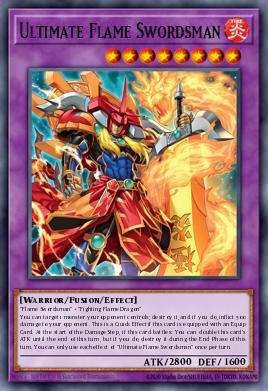 Ultimate Flame Swordsman
炎
[Warrior/Fusion/Effect]
"Flame Swordsman" + "Fighting Flame Dragon"
You can target 1 monster your opponent controls; destroy it, and if you do, inflict 500
damage to your opponent. This is a Quick Effect if this card is equipped with an Equip
Card. At the start of the Damage Step, if this card battles: You can double this card's
ATK until the end of this turn, but if you do, destroy it during the End Phase of this
turn. You can only use each effect of "Ultimate Flame Swordsman" once per turn.
ATK/2800 DEF/1600